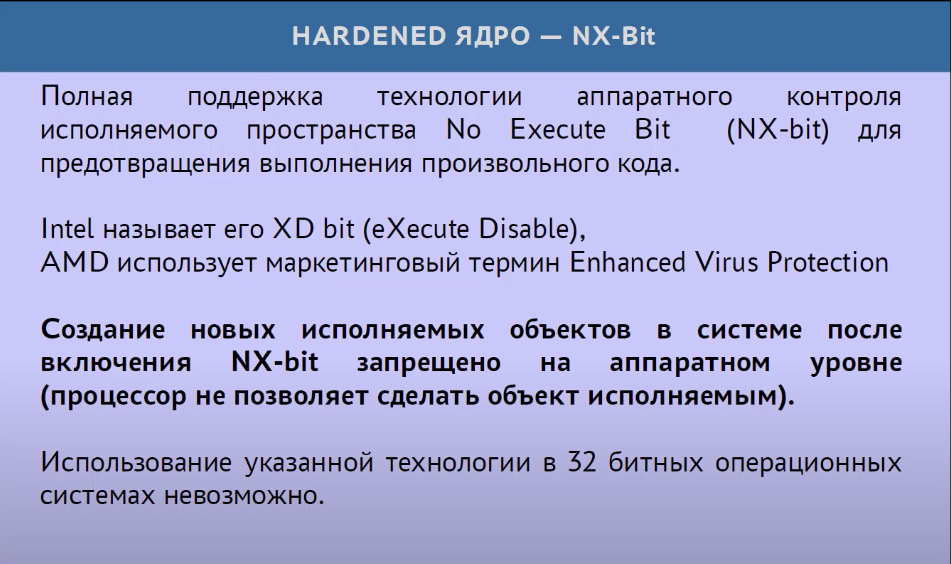 HARDENED ЯДРО — NX-Bit
Полная поддержка технологии аппаратного контроля
исполняемого пространства No Execute Bit (NX-bit) для
предотвращения выполнения произвольного кода.
Intel называет его XD bit (eXecute Disable),
AMD использует маркетинговый термин Enhanced Virus Protection
Создание новых исполняемых объектов в системе после
включения NX-bit запрещено на аппаратном уровне
(процессор не позволяет сделать объект исполняемым).
Использование указанной технологии в 32 битных операционных
системах невозможно.